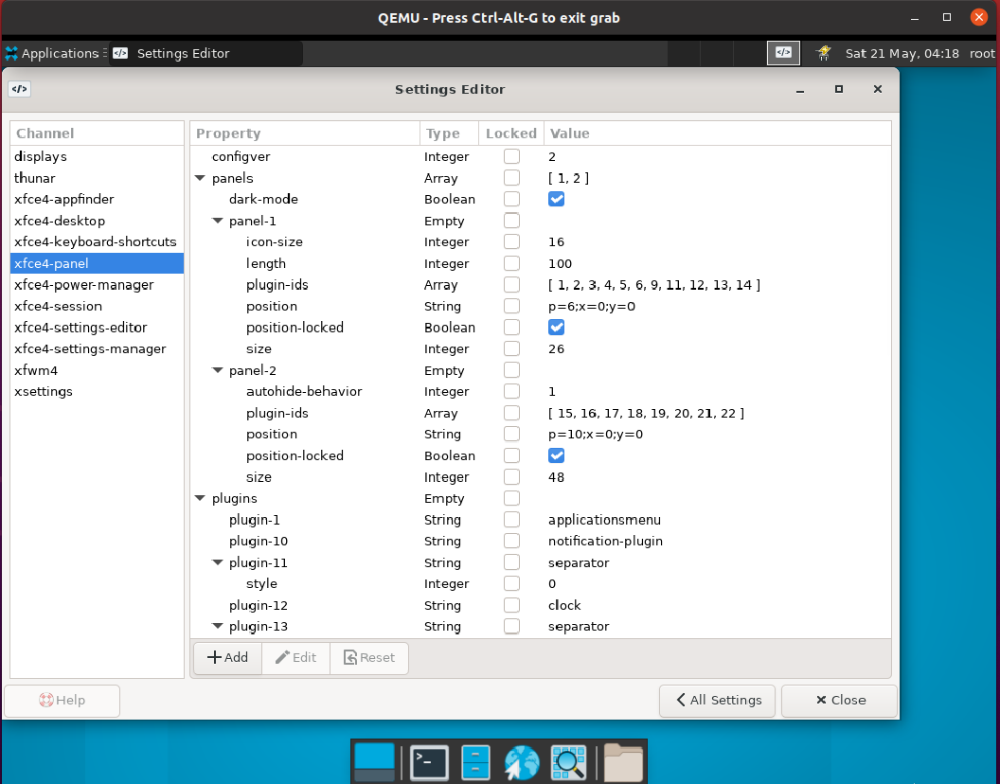 QEMU - Press Ctrl-Alt-G to exit grab
Applications Settings Editor Sat 21 May, 04:18 root
Settings Editor
Channel
displays
thunar
xfce4-appfinder
xfce4-desktop
xfce4-keyboard-shortcuts
xfce4-panel
xfce4-power-manager
xfce4-session
xfce4-settings-editor
xfce4-settings-manager
xfwm4
xsettings
Property Type Locked Value
configver Integer 2
panels Array [ 1, 2 ]
dark-mode Boolean
panel-1 Empty
icon-size Integer 16
length Integer 100
plugin-ids Array [ 1, 2, 3, 4, 5, 6, 9, 11, 12, 13, 14 ]
position String p=6;x=0;y=0
position-locked Boolean
size Integer 26
panel-2 Empty
autohide-behavior Integer 1
plugin-ids Array [ 15, 16, 17, 18, 19, 20, 21, 22 ]
position String p=10;x=0;y=0
position-locked Boolean
size Integer 48
plugins Empty
plugin-1 String applicationsmenu
plugin-10 String notification-plugin
plugin-11 String separator
style Integer 0
plugin-12 String clock
plugin-13 String separator
Add Edit Reset
Help All Settings Close